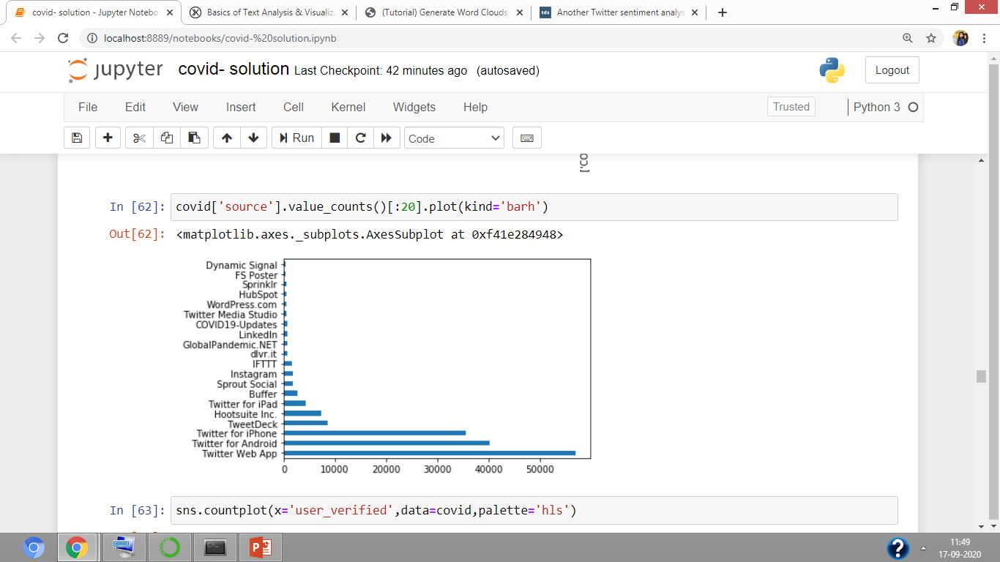 covid- solution - Jupyter Notebo
Basics of Text Analysis & Visualiz
(Tutorial) Generate Word Clouds
tds
Another Twitter sentiment analys
localhost:8889/notebooks/covid-%20solution.ipynb
jupyter covid- solution Last Checkpoint: 42 minutes ago (autosaved)
Logout
File Edit View Insert Cell Kernel Widgets Help
Trusted
Python 3
Run
Code
CO.]
In [62]: covid['source'].value_counts()[:20].plot(kind='barh')
Out[62]: <matplotlib.axes._subplots.AxesSubplot at 0xf41e284948>
Dynamic Signal
FS Poster
Sprinklr
HubSpot
WordPress.com
Twitter Media Studio
COVID19-Updates
LinkedIn
GlobalPandemic.NET
dlvr.it
IFTTT
Instagram
Sprout Social
Buffer
Twitter for iPad
Hootsuite Inc.
TweetDeck
Twitter for iPhone
Twitter for Android
Twitter Web App
0 10000 20000 30000 40000 50000
In [63]: sns.countplot(x='user_verified',data=covid,palette='hls')
11:49
17-09-2020